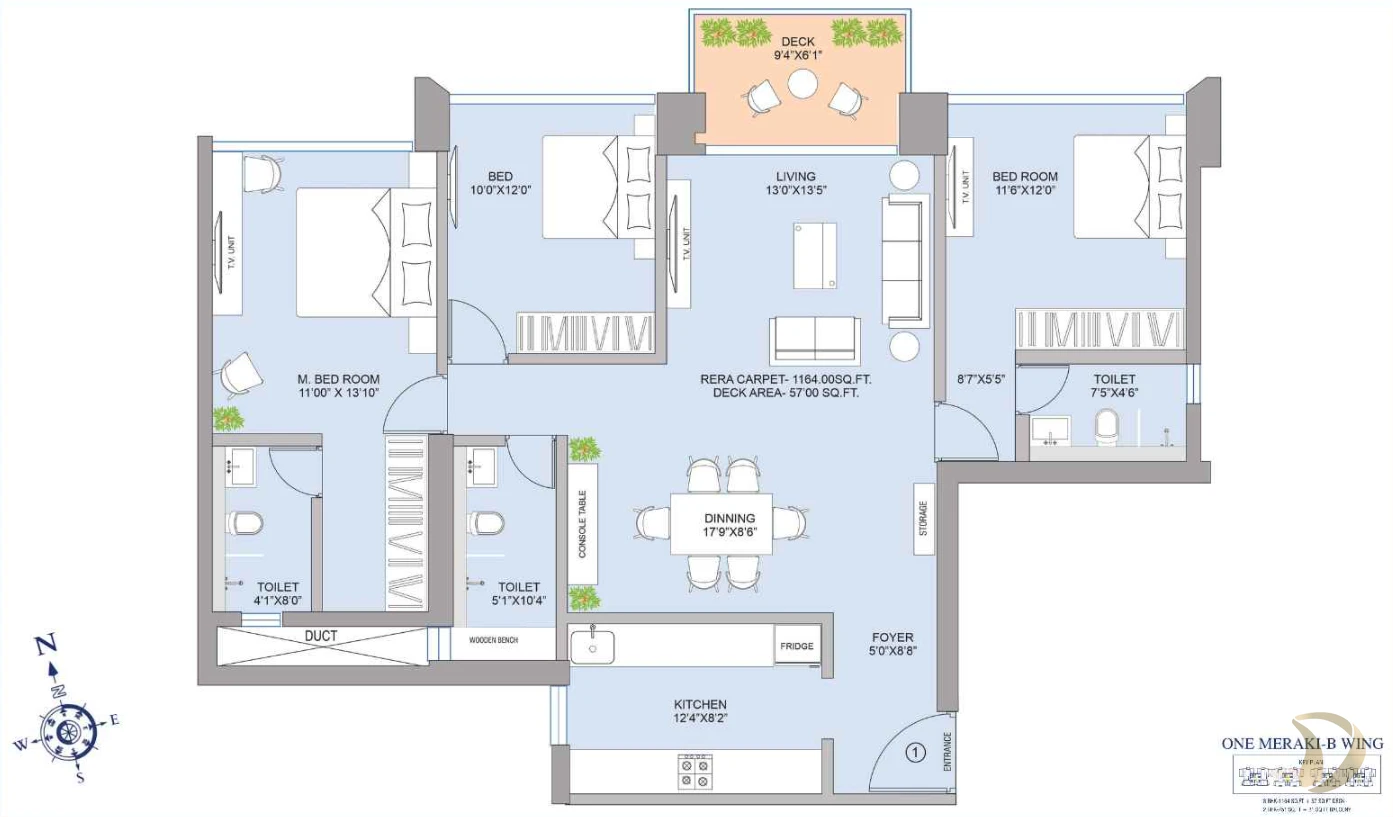 DECK
9'4"X6'1"
BED
10'0"X12'0"
LIVING
13'0"X13'5"
BED ROOM
11'6"X12'0"
T.V. UNIT
T.V. UNIT
T.V. UNIT
M. BED ROOM
11'00" X 13'10"
RERA CARPET- 1164.00SQ.FT.
DECK AREA- 57'00 SQ.FT.
8'7"X5'5"
TOILET
7'5"X4'6"
CONSOLE TABLE
DINNING
17'9"X8'6"
STORAGE
TOILET
4'1"X8'0"
TOILET
5'1"X10'4"
DUCT
WOODEN BENCH
FRIDGE
FOYER
5'0"X8'8"
KITCHEN
12'4"X8'2"
1
ENTRANCE
N
N
E
W
S
ONE MERAKI-B WING
KEY PLAN